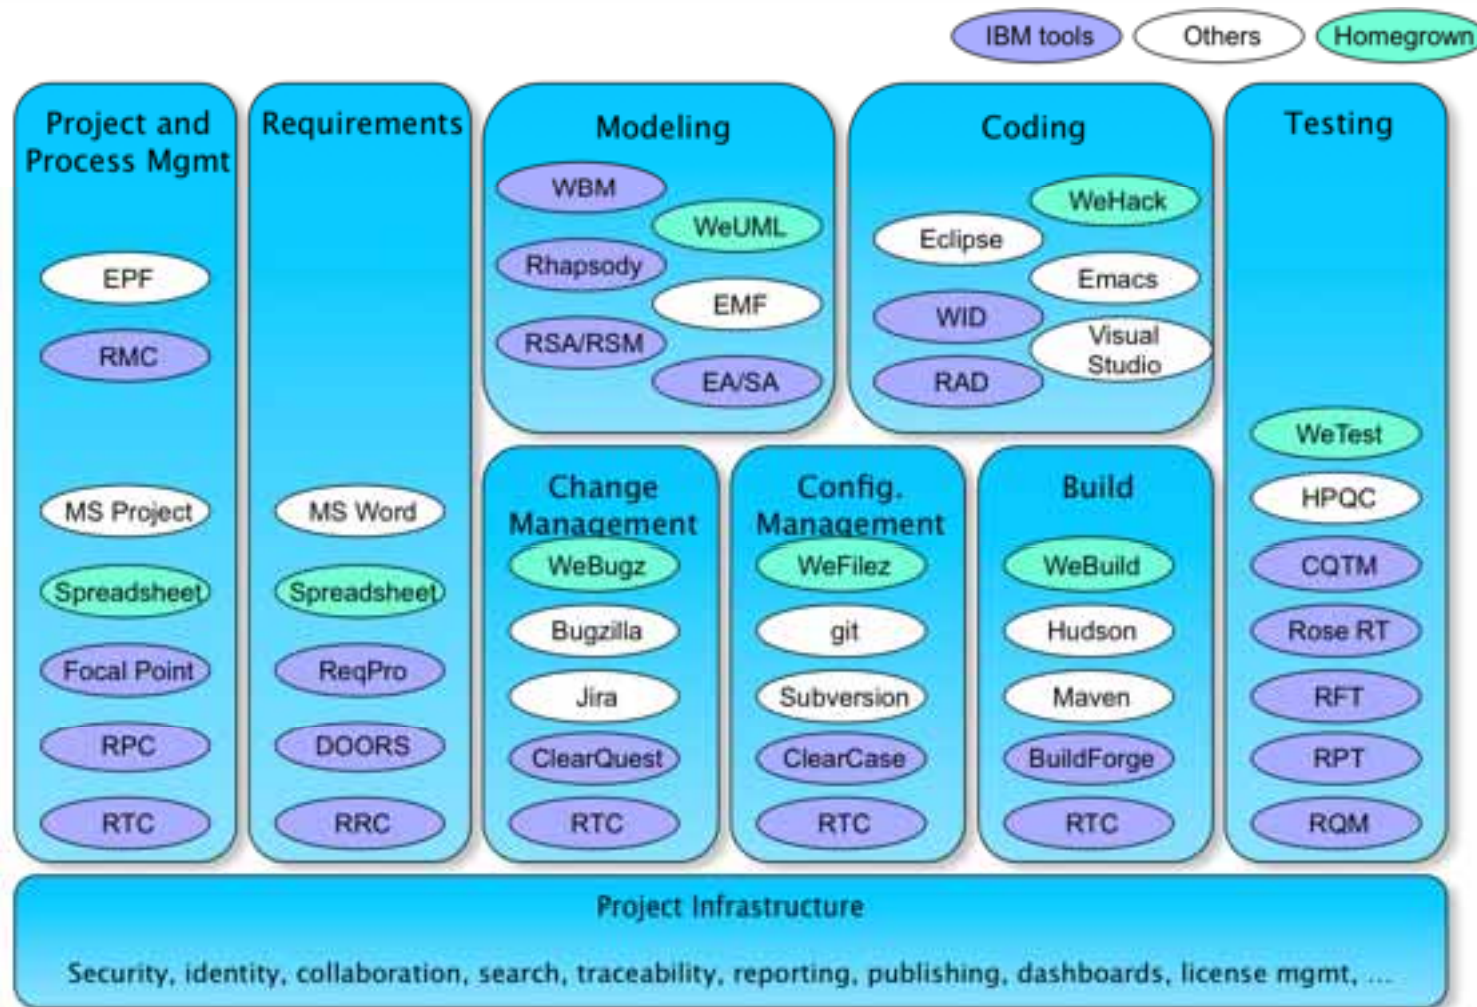 IBM tools
Others
Homegrown
Project and
Process Mgmt
EPF
RMC
MS Project
Spreadsheet
Focal Point
RPC
RTC
Requirements
MS Word
Spreadsheet
ReqPro
DOORS
RRC
Modeling
WBM
WeUML
Rhapsody
EMF
RSA/RSM
EA/SA
Coding
WeHack
Eclipse
Emacs
WID
Visual
Studio
RAD
Change
Management
WeBugz
Bugzilla
Jira
ClearQuest
RTC
Config.
Management
WeFilez
git
Subversion
ClearCase
RTC
Build
WeBuild
Hudson
Maven
BuildForge
RTC
Testing
WeTest
HPQC
CQTM
Rose RT
RFT
RPT
RQM
Project Infrastructure
Security, identity, collaboration, search, traceability, reporting, publishing, dashboards, license mgmt, ...